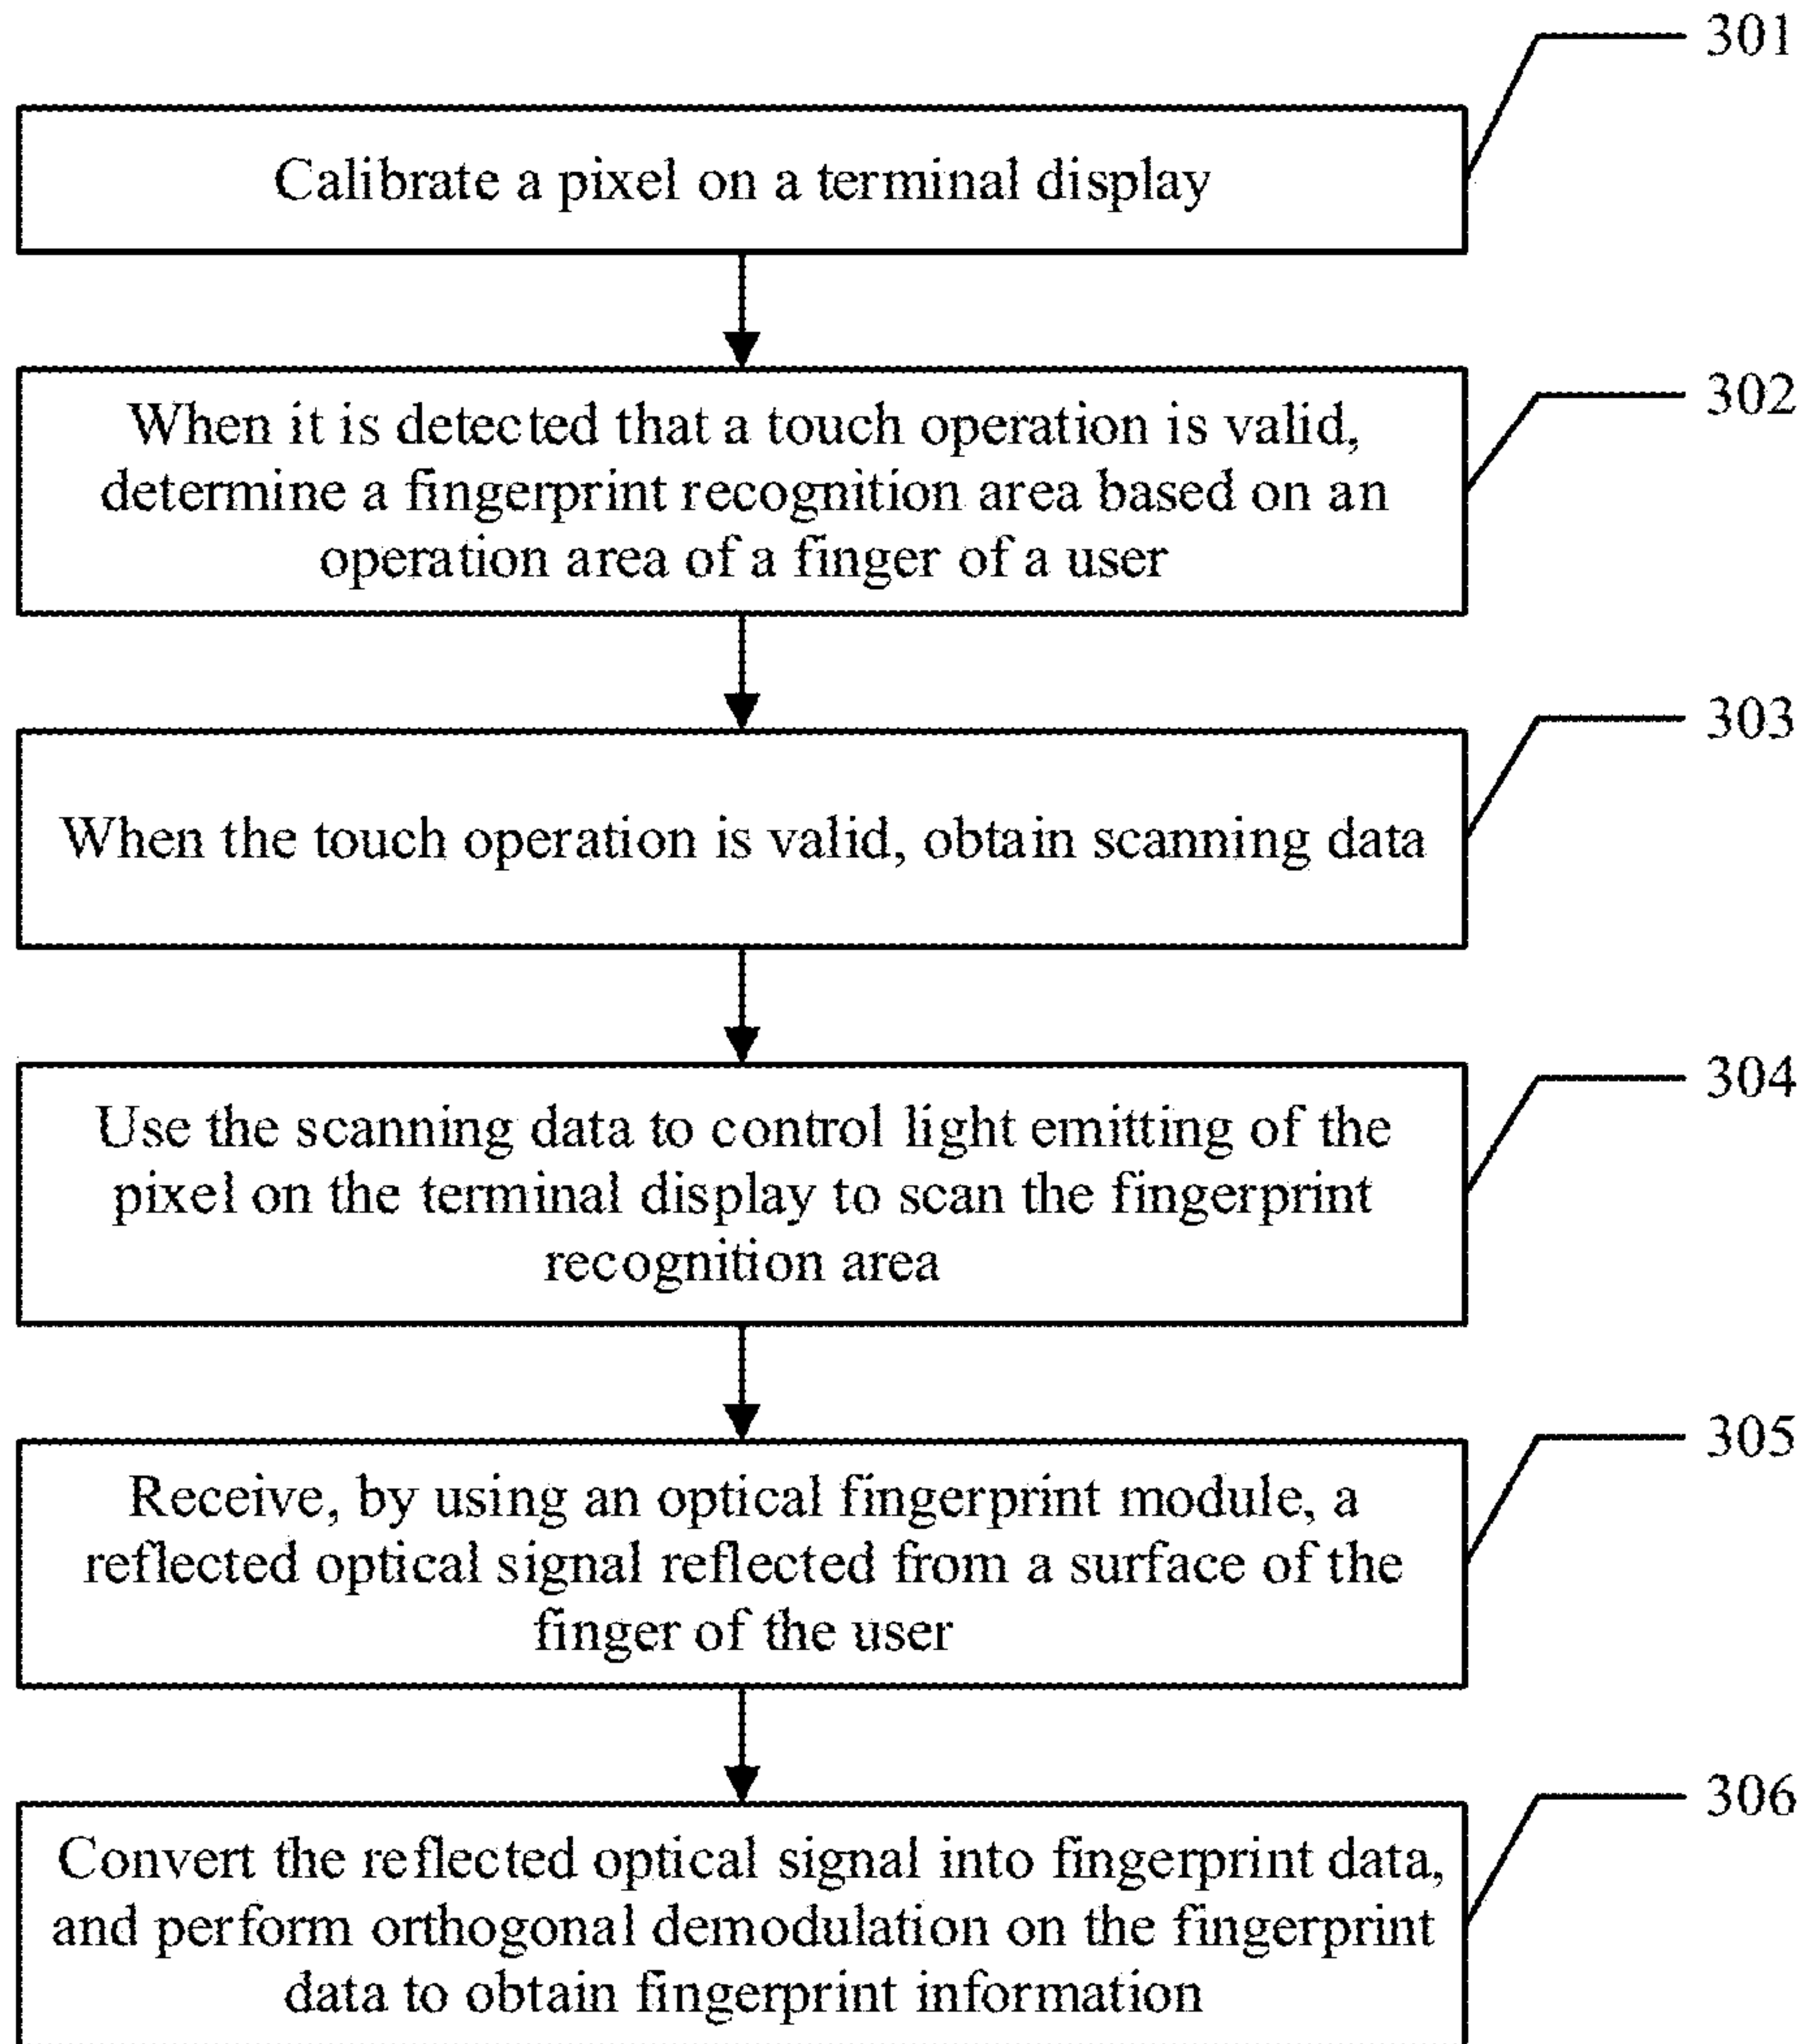 301
Calibrate a pixel on a terminal display
302
When it is detected that a touch operation is valid,
determine a fingerprint recognition area based on an
operation area of a finger of a user
303
When the touch operation is valid, obtain scanning data
304
Use the scanning data to control light emitting of the
pixel on the terminal display to scan the fingerprint
recognition area
305
Receive, by using an optical fingerprint module, a
reflected optical signal reflected from a surface of the
finger of the user
306
Convert the reflected optical signal into fingerprint data,
and perform orthogonal demodulation on the fingerprint
data to obtain fingerprint information